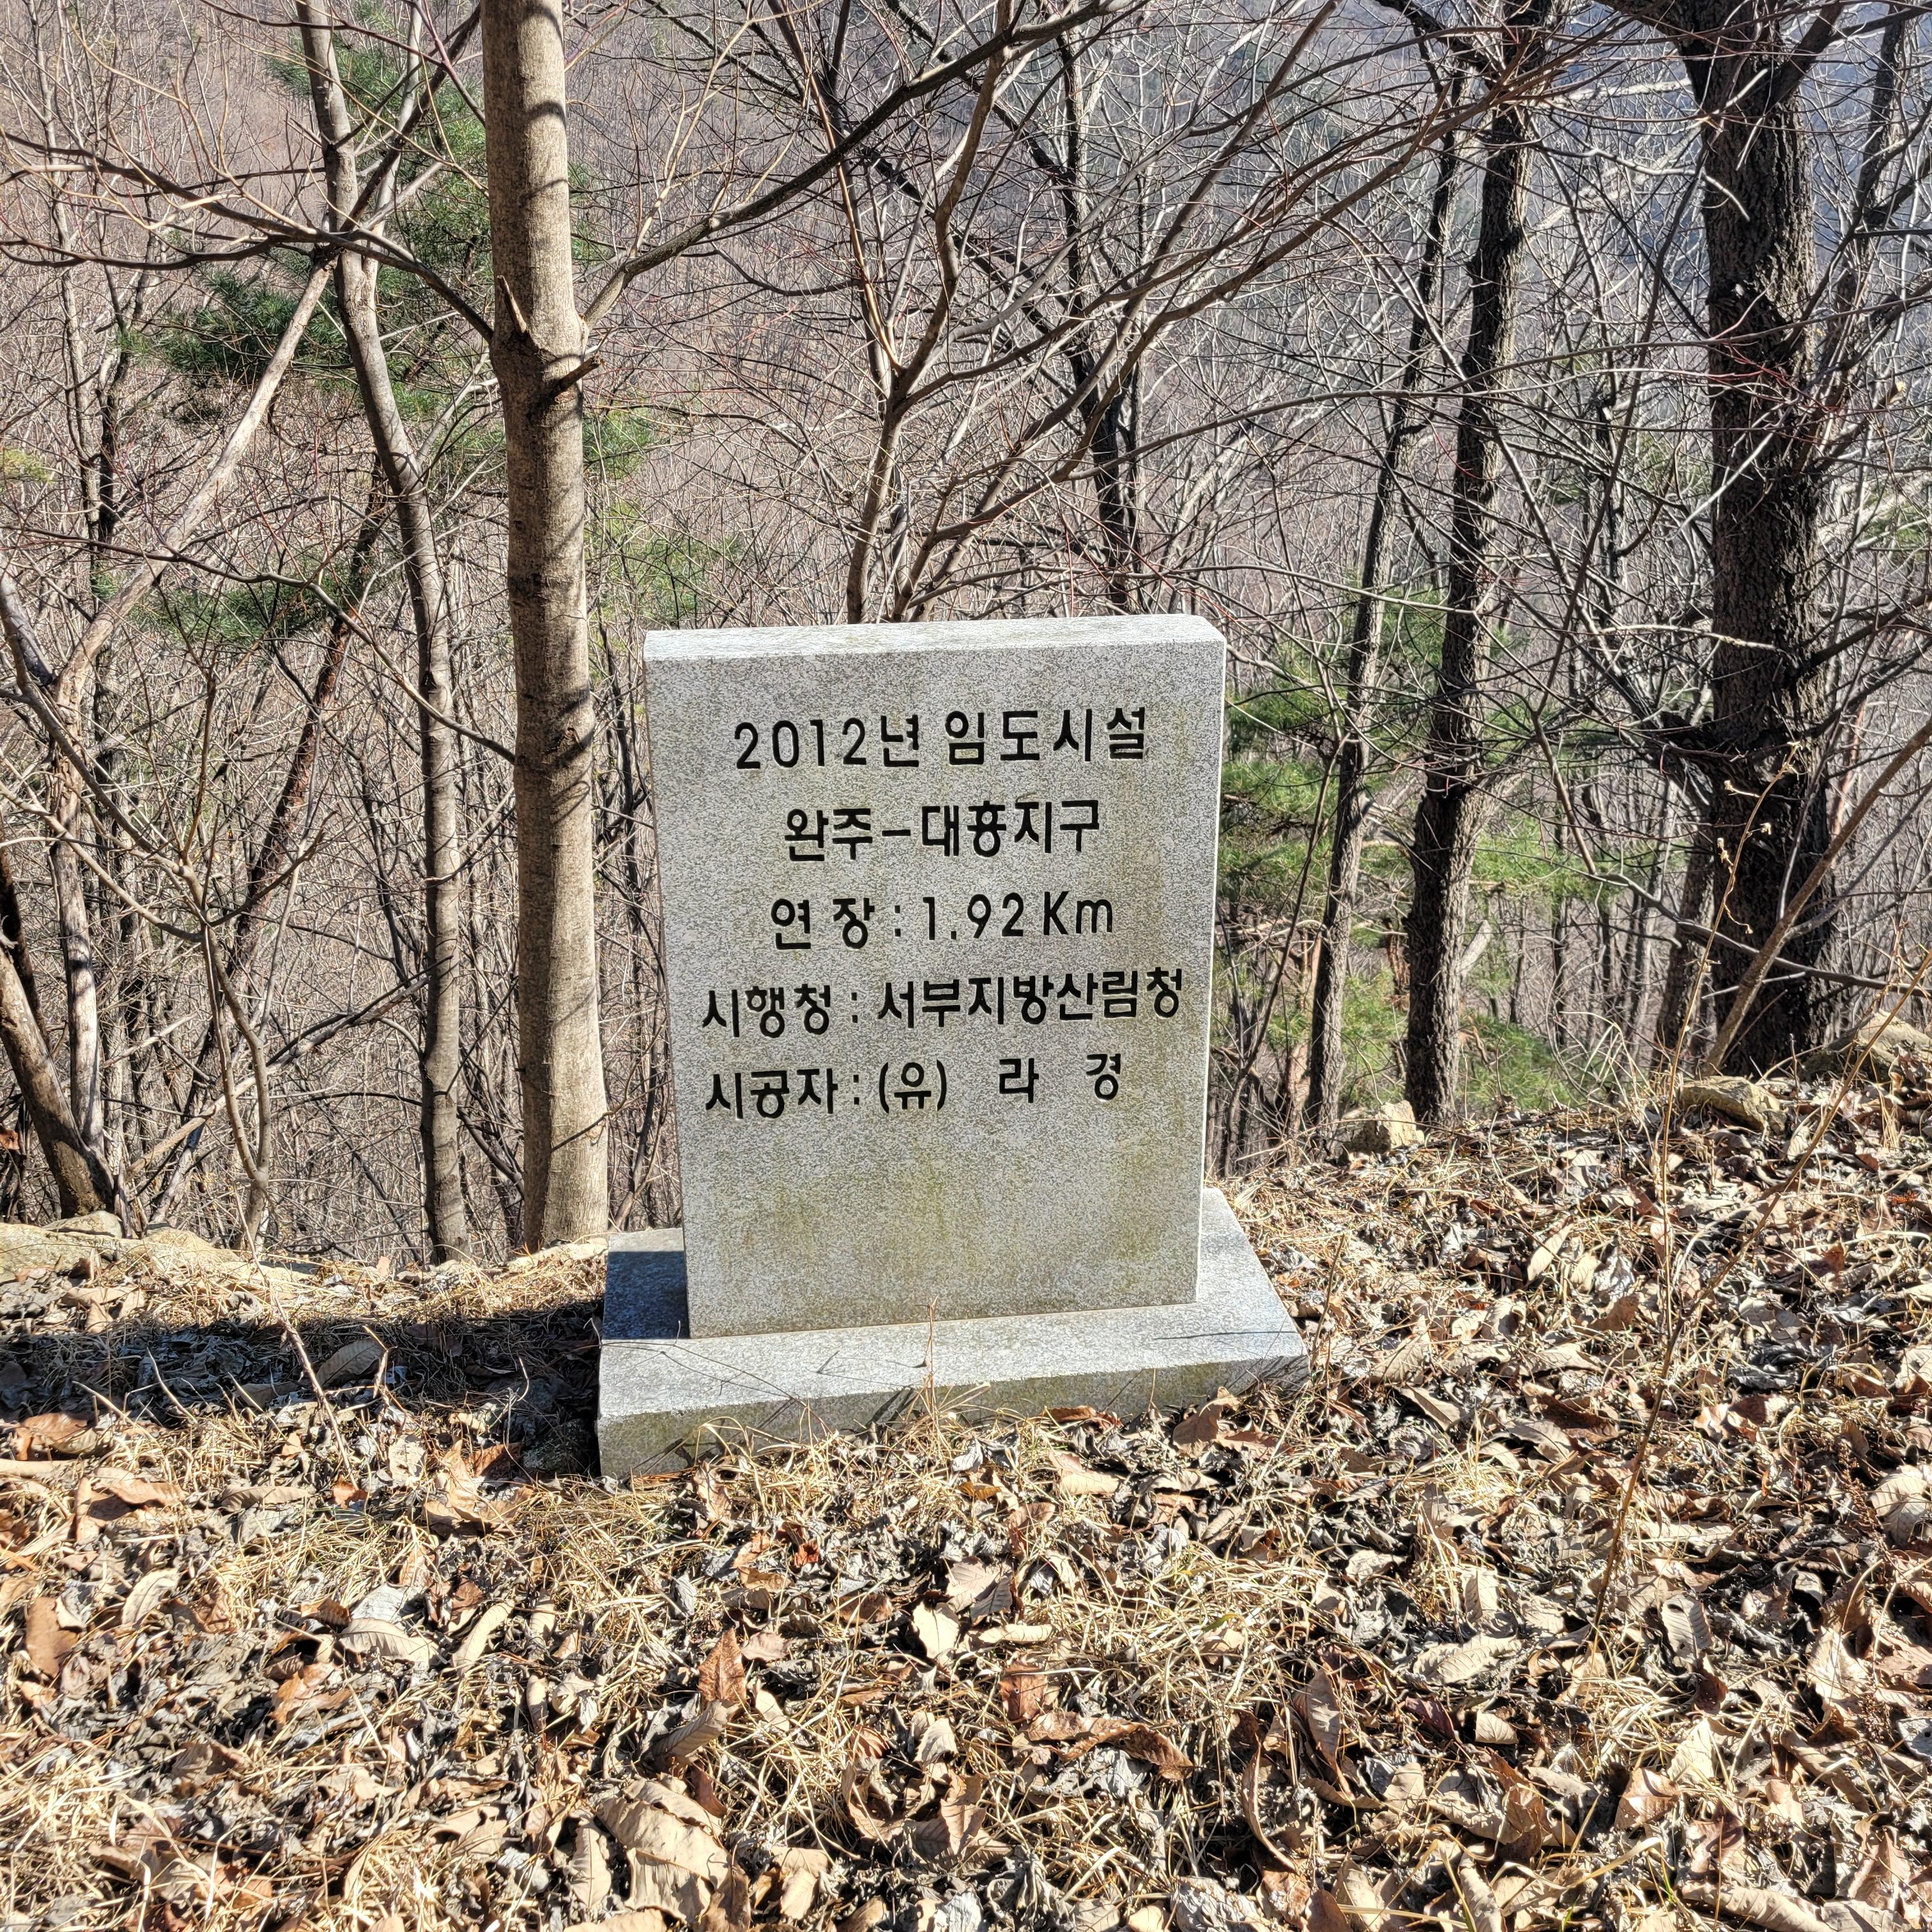 2012년 임도시설
완주-대흥지구
연 장 : 1.92 Km
시행청 : 서부지방산림청
시공자 : (유) 라 경